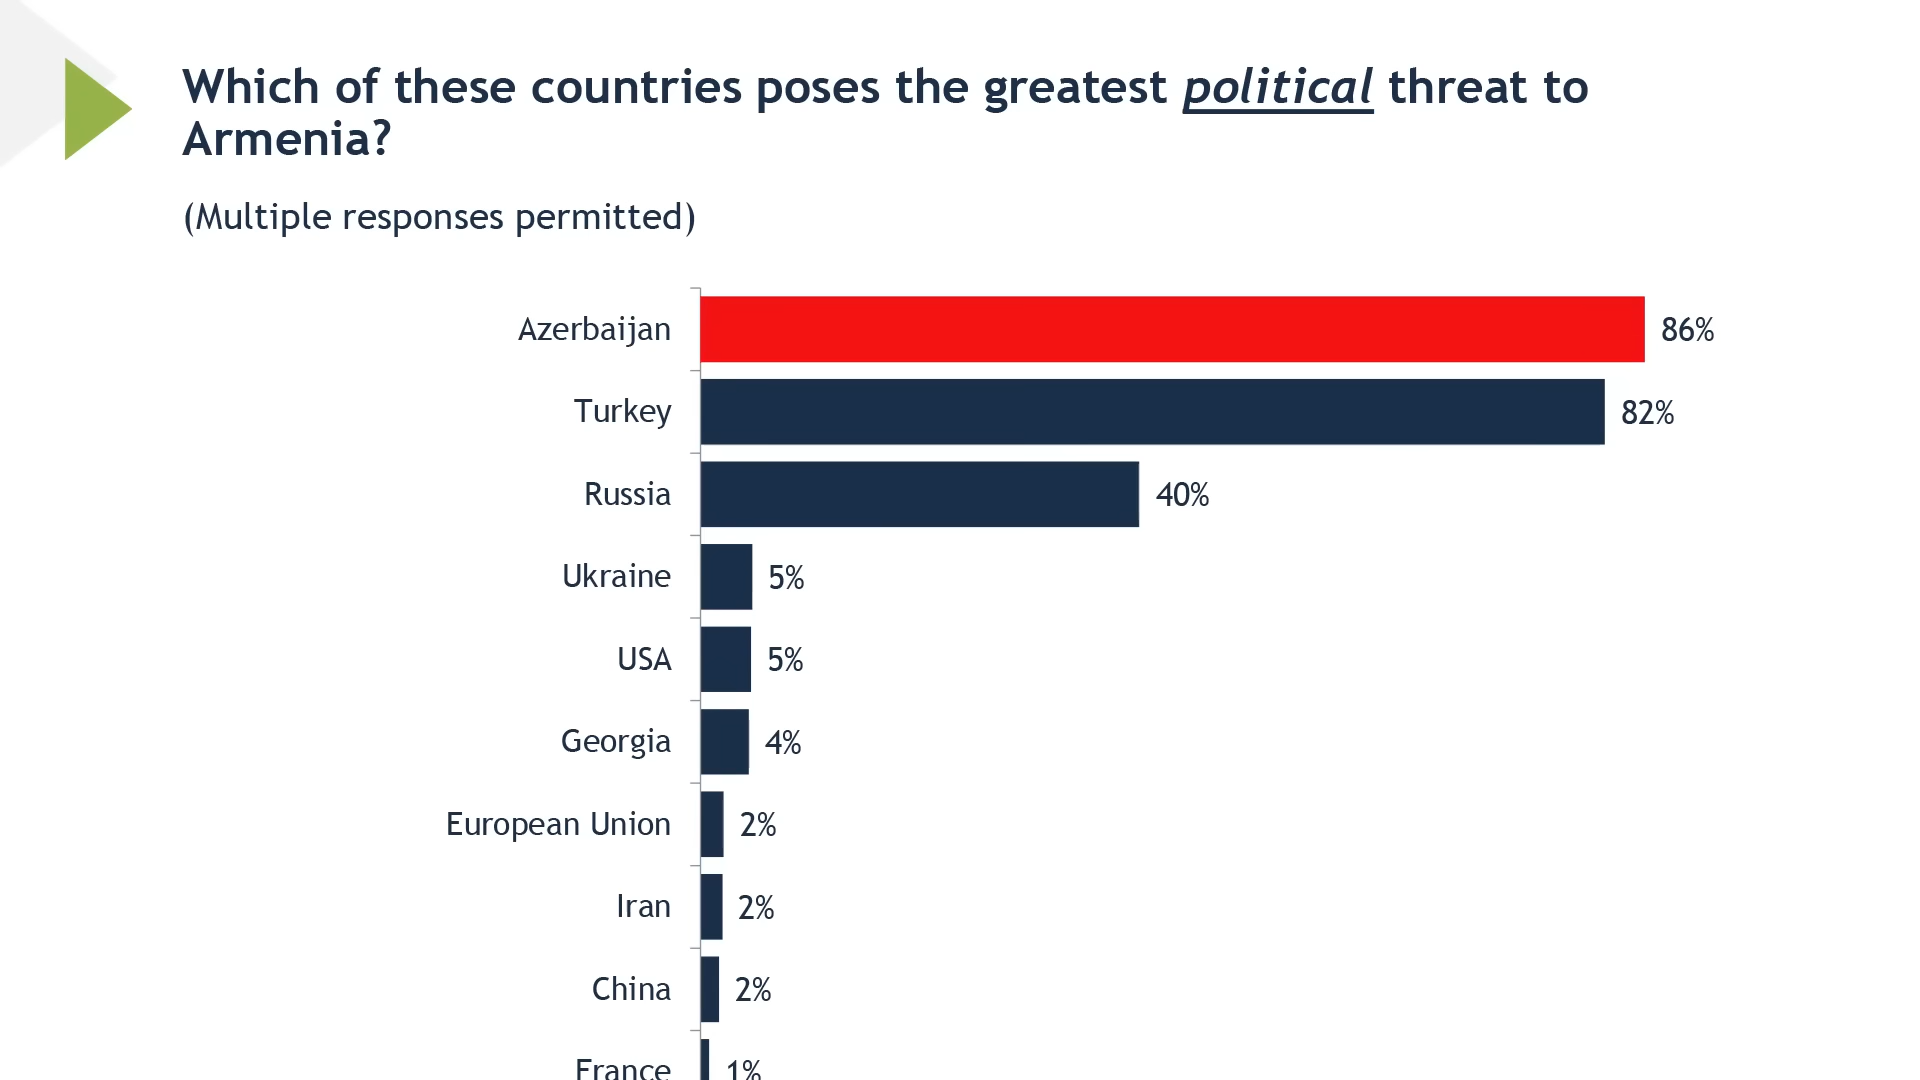 Which of these countries poses the greatest political threat to
Armenia?
(Multiple responses permitted)
Azerbaijan 86%
Turkey 82%
Russia 40%
Ukraine 5%
USA 5%
Georgia 4%
European Union 2%
Iran 2%
China 2%
France 1%